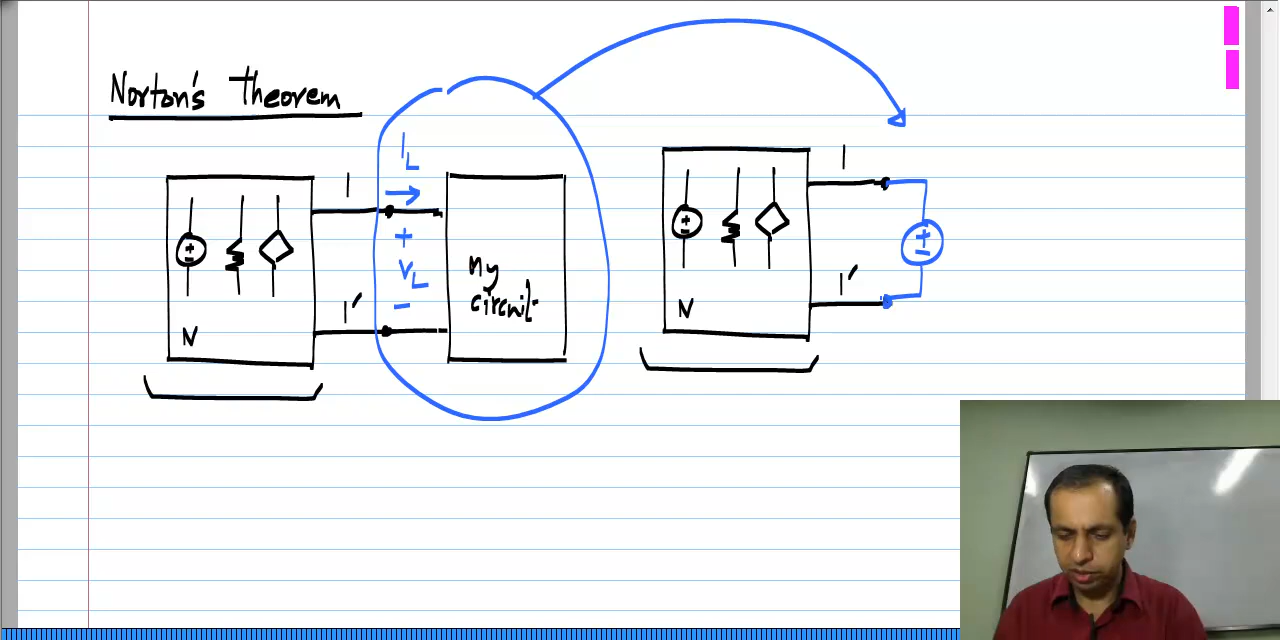 Norton's Theorem
I_L
1
+
V_L
-
1'
N
My
circuit
1
1'
N